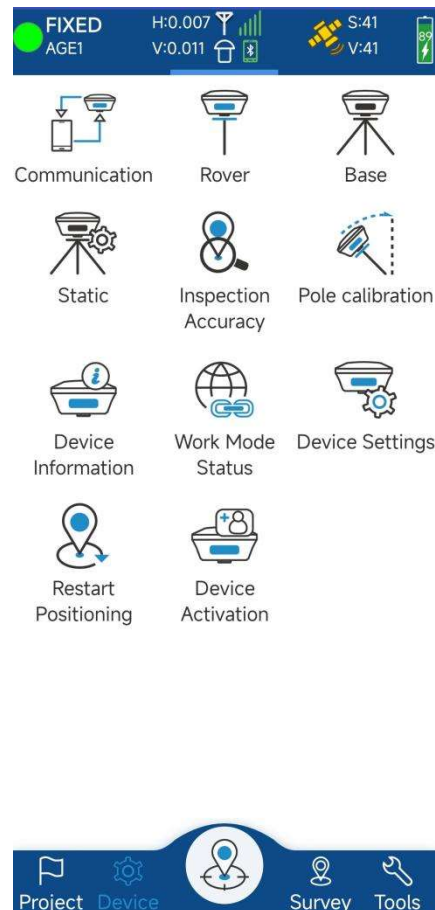 FIXED H:0.007 S:41
AGE1 V:0.011 V:41
89
Communication Rover Base
Static Inspection Accuracy Pole calibration
Device Information Work Mode Status Device Settings
Restart Positioning Device Activation
Project Device Survey Tools